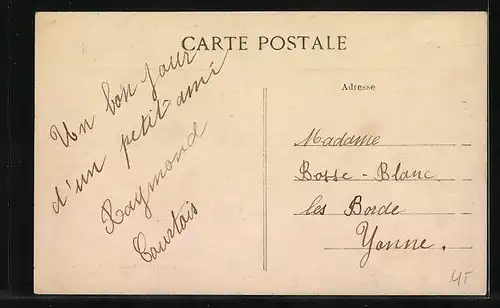 CARTE POSTALE
Un bon jour
d'un petit ami
Raymond
Courtois
Adresse
Madame
Bosse-Blanc
les Borde
Yonne.
45